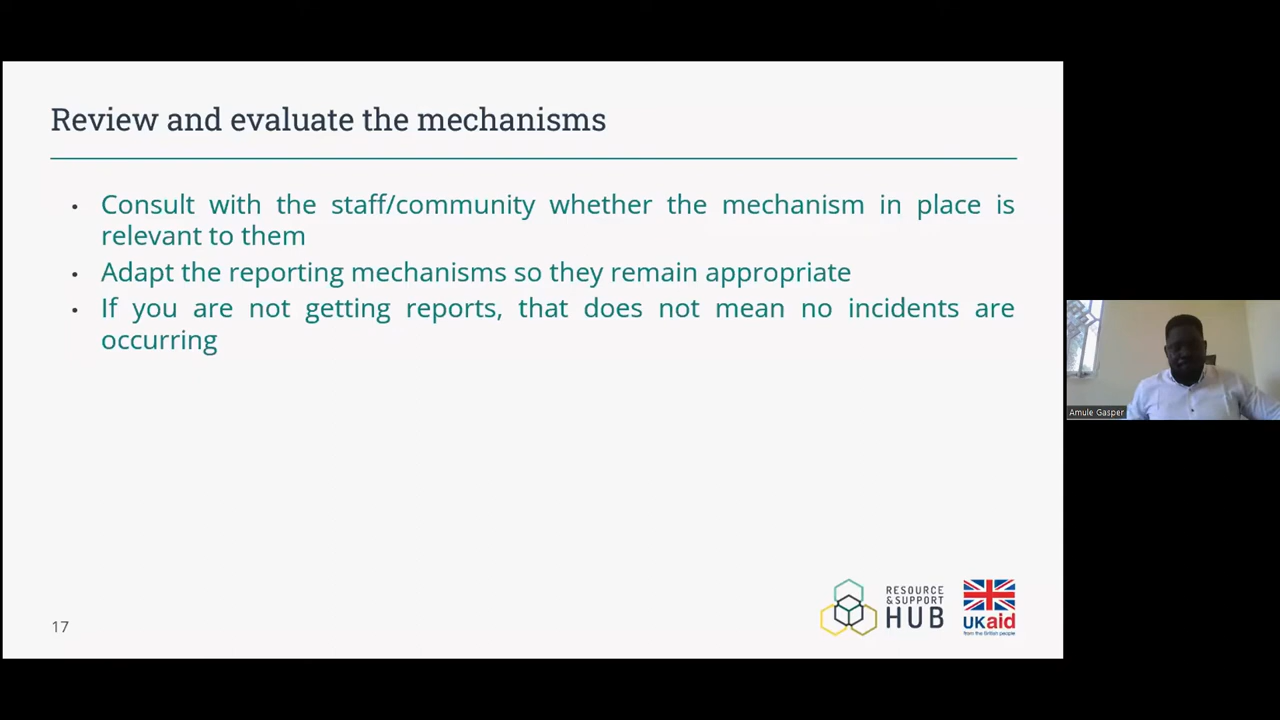 Review and evaluate the mechanisms
• Consult with the staff/community whether the mechanism in place is
relevant to them
• Adapt the reporting mechanisms so they remain appropriate
• If you are not getting reports, that does not mean no incidents are
occurring
Amule Gasper
17
RESOURCE
& SUPPORT
HUB
UKaid
from the British people